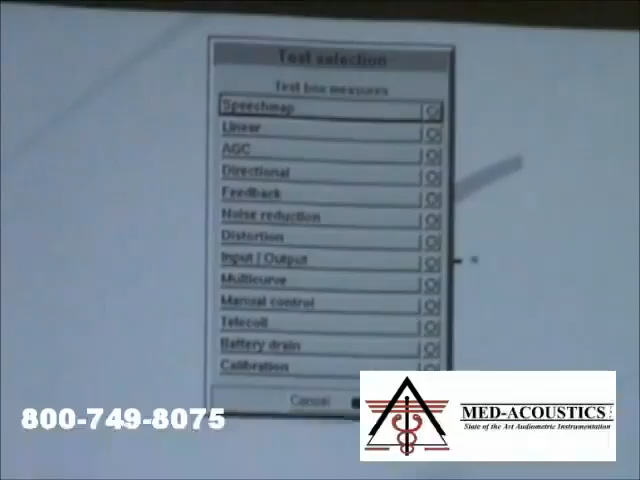 Test selection
Test box measures
Speechmap
Linear
AGC
Directional
Feedback
Noise reduction
Distortion
Input / Output
Multicurve
Manual control
Telecoil
Battery drain
Calibration
Cancel
800-749-8075
MED-ACOUSTICS
State of the Art Audiometric Instrumentation